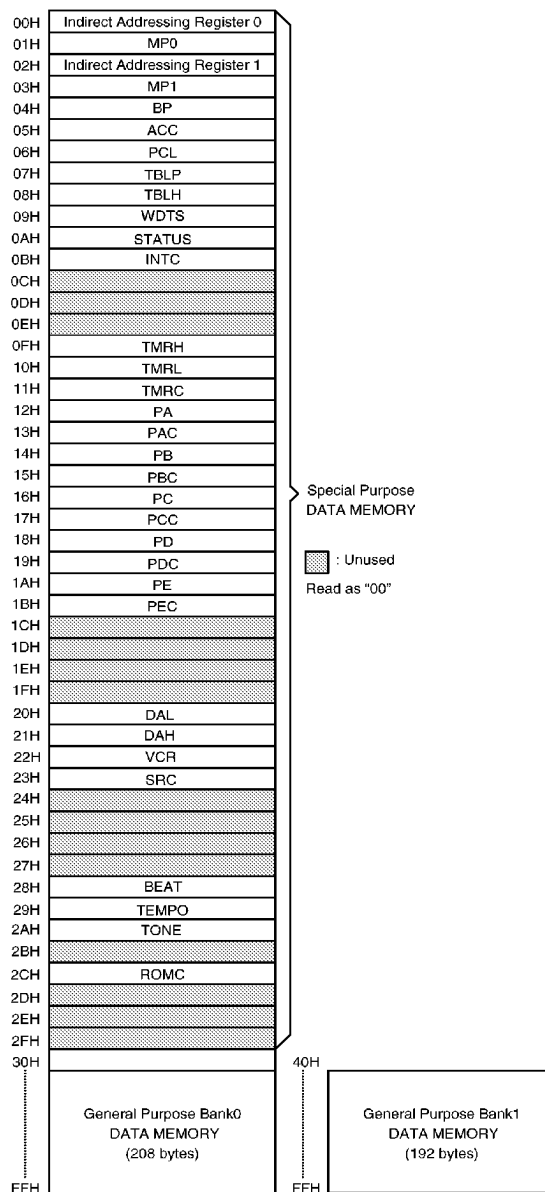 00H Indirect Addressing Register 0
01H MP0
02H Indirect Addressing Register 1
03H MP1
04H BP
05H ACC
06H PCL
07H TBLP
08H TBLH
09H WDTS
0AH STATUS
0BH INTC
0CH
0DH
0EH
0FH TMRH
10H TMRL
11H TMRC
12H PA
13H PAC
14H PB
15H PBC
16H PC
17H PCC
18H PD
19H PDC
1AH PE
1BH PEC
1CH
1DH
1EH
1FH
20H DAL
21H DAH
22H VCR
23H SRC
24H
25H
26H
27H
28H BEAT
29H TEMPO
2AH TONE
2BH
2CH ROMC
2DH
2EH
2FH
Special Purpose
DATA MEMORY
: Unused
Read as "00"
30H
General Purpose Bank0
DATA MEMORY
(208 bytes)
FFH
40H
General Purpose Bank1
DATA MEMORY
(192 bytes)
FFH